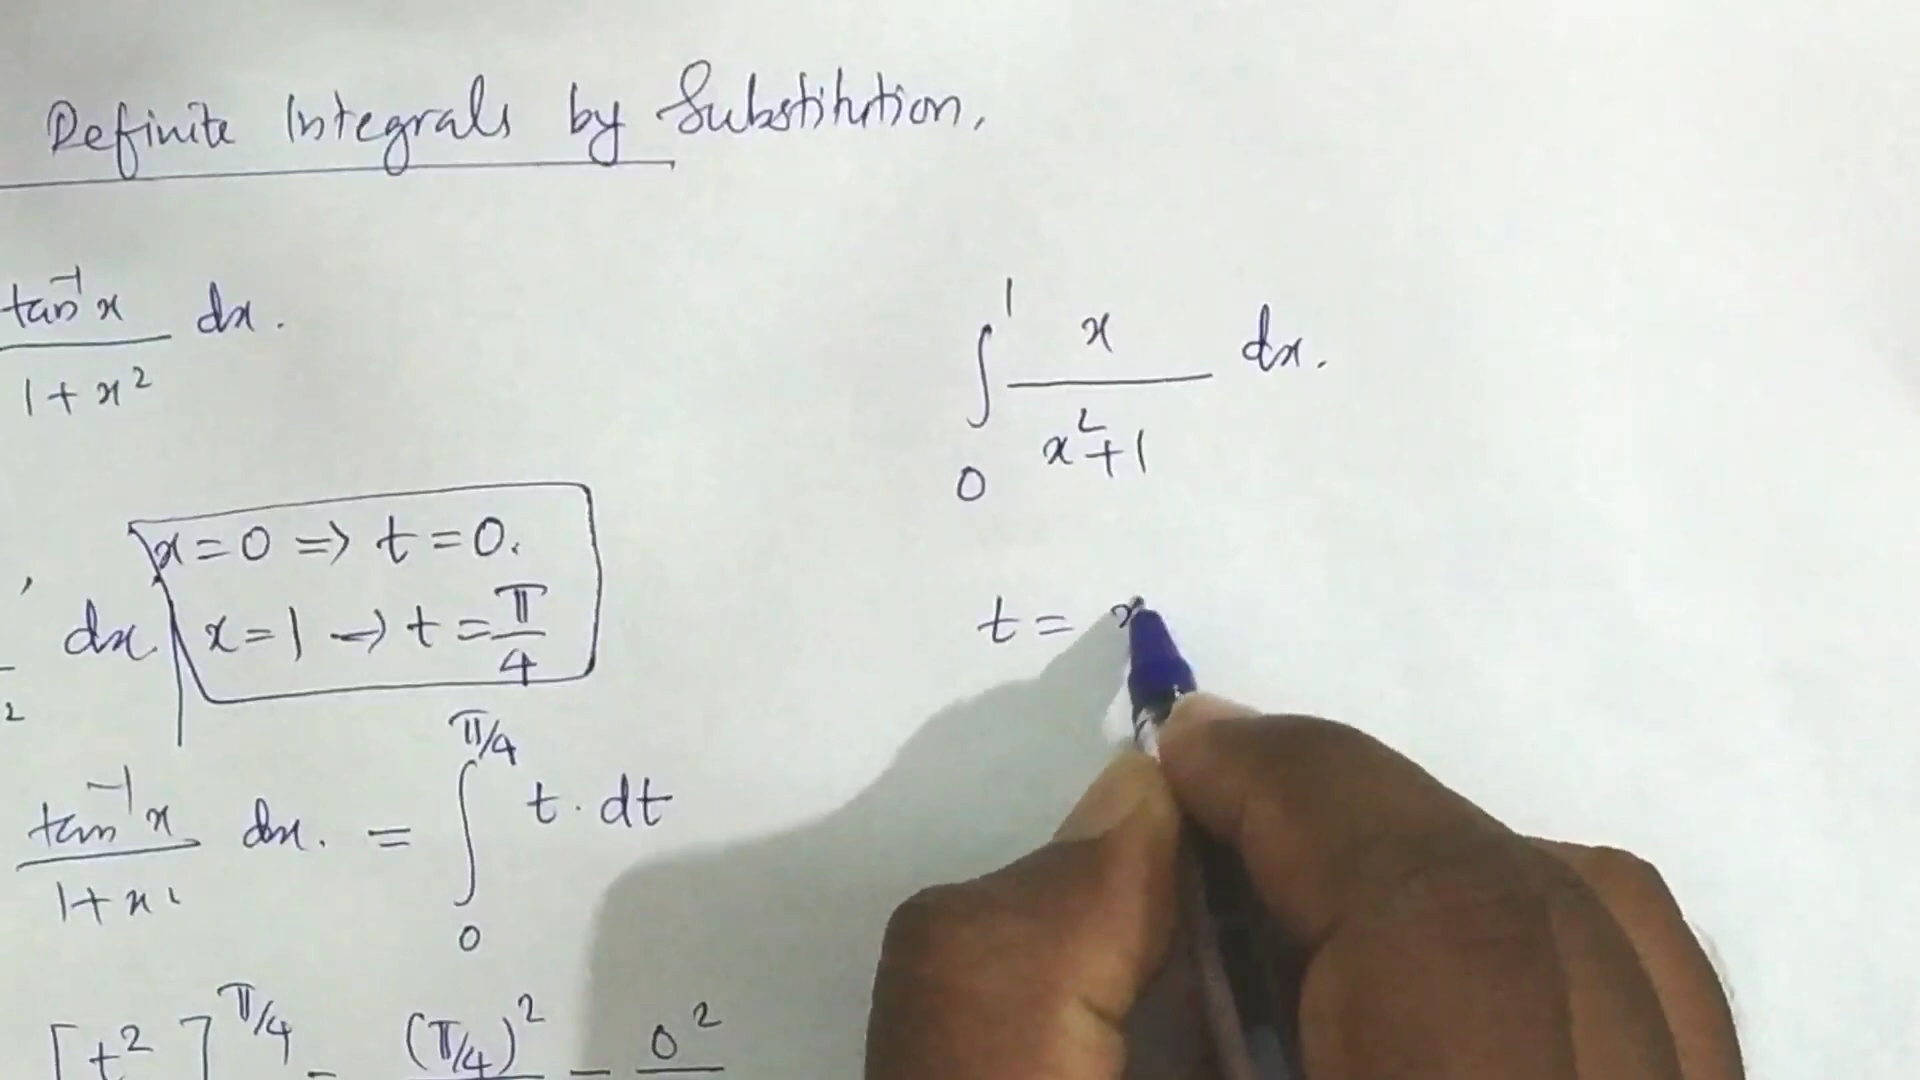 Definite Integrals by Substitution,
tan⁻¹x / 1+x² dx.
x=0 => t=0.
dx x=1 → t=π/4
2
tan⁻¹x / 1+x dx. = ∫₀^π/4 t·dt
[t² ]^π/4 - (π/4)² - 0²
∫₀¹ x / x²+1 dx.
t= x